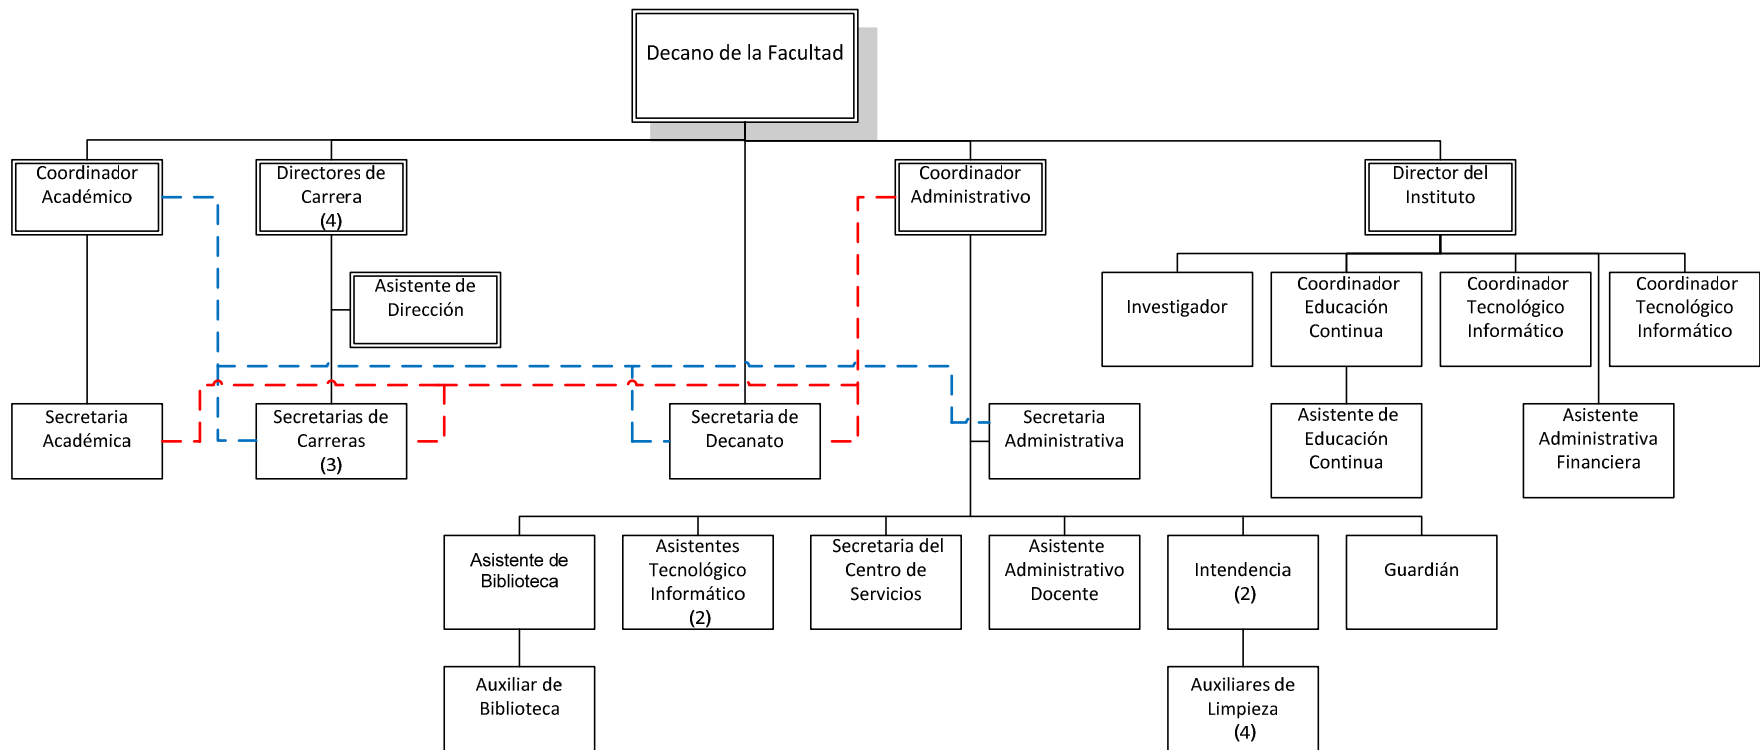 Decano de la Facultad
Coordinador
Académico
Directores de
Carrera
(4)
Coordinador
Administrativo
Director del
Instituto
Asistente de
Dirección
Investigador
Coordinador
Educación
Continua
Coordinador
Tecnológico
Informático
Coordinador
Tecnológico
Informático
Secretaria
Académica
Secretarias de
Carreras
(3)
Secretaria de
Decanato
Secretaria
Administrativa
Asistente de
Educación
Continua
Asistente
Administrativa
Financiera
Asistente de
Biblioteca
Asistentes
Tecnológico
Informático
(2)
Secretaria del
Centro de
Servicios
Asistente
Administrativo
Docente
Intendencia
(2)
Guardián
Auxiliar de
Biblioteca
Auxiliares de
Limpieza
(4)